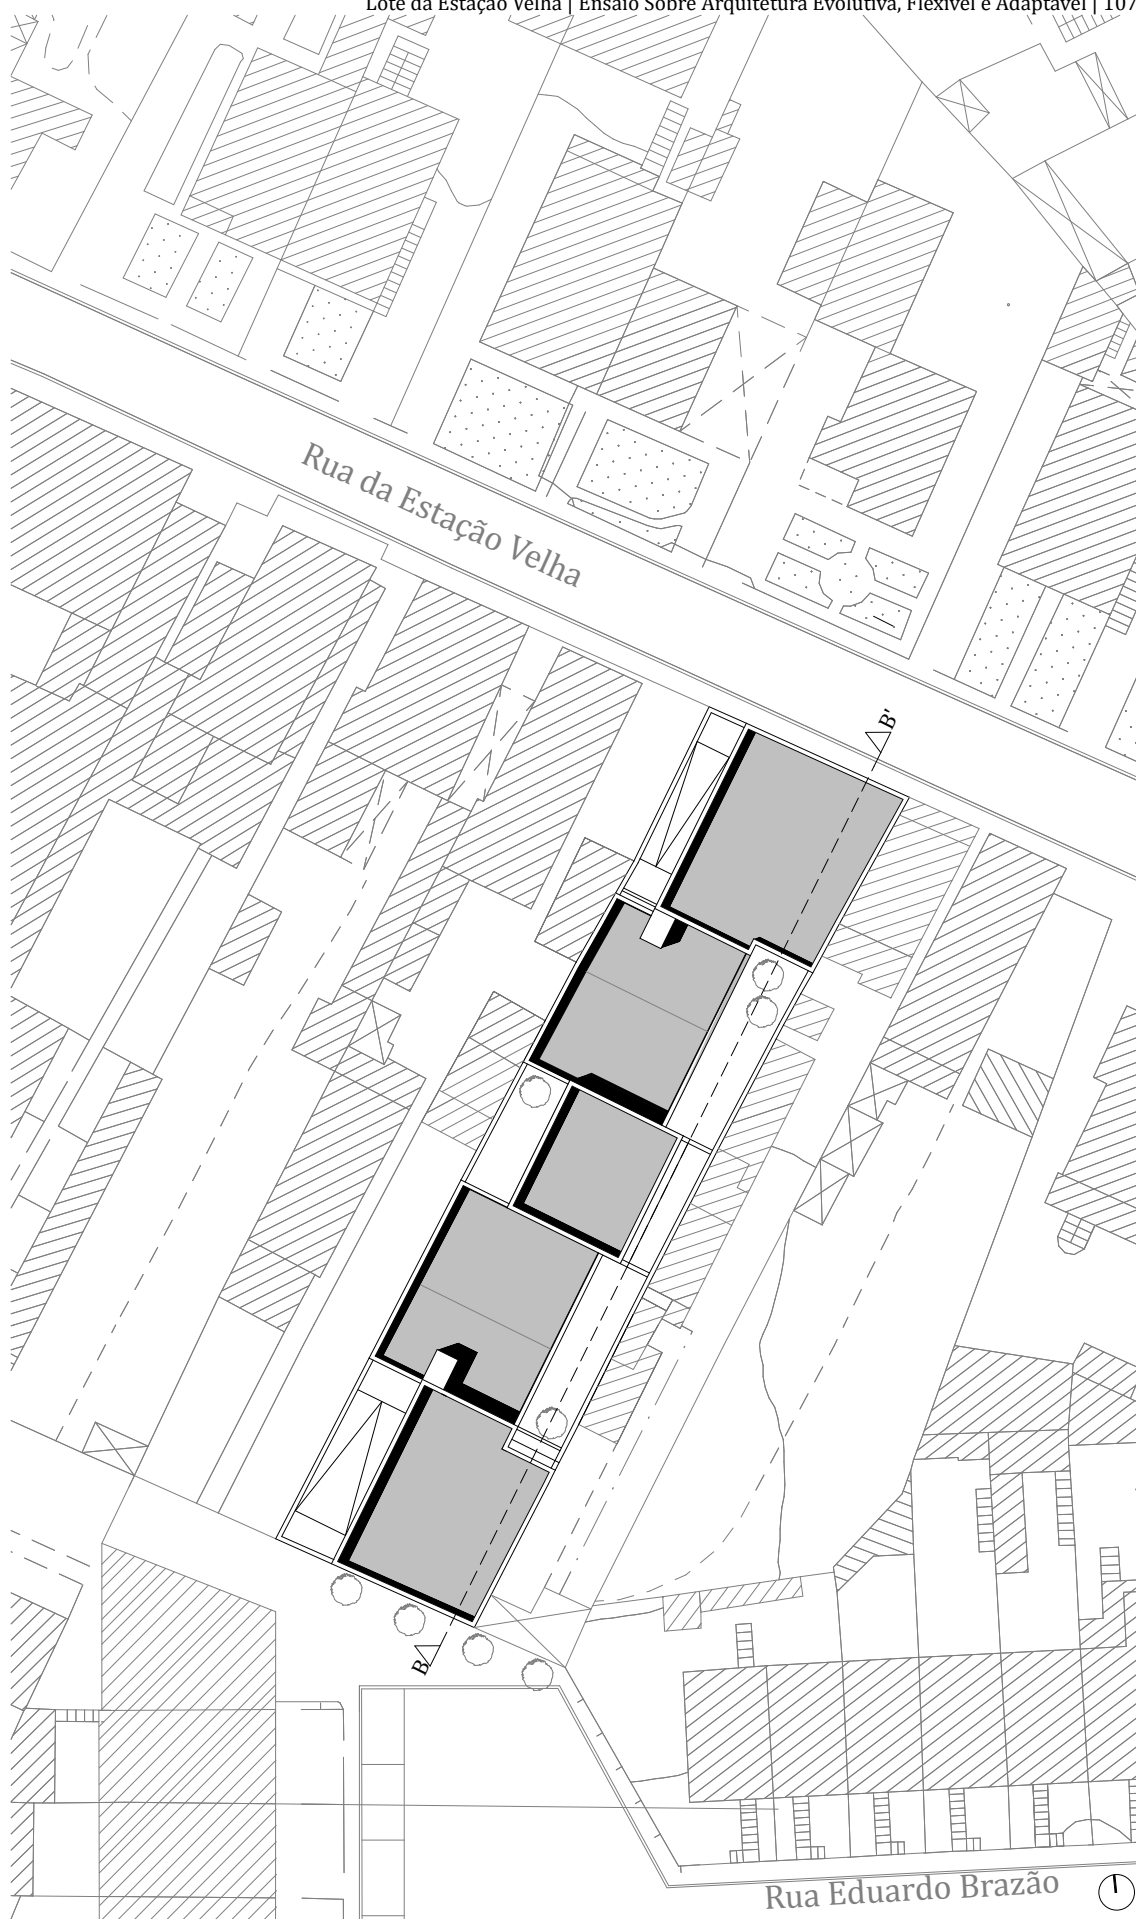 Lote da Estação Velha | Ensaio Sobre Arquitetura Evolutiva, Flexível e Adaptável | 107
Rua da Estação Velha
B'
B
Rua Eduardo Brazão